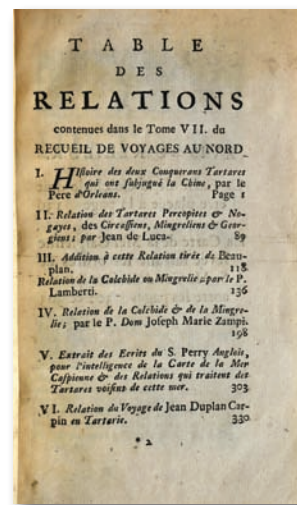 TABLE
DES
RELATIONS
contenues dans le Tome VII. du
RECUEIL DE VOYAGES AU NORD
I. Histoire des deux Conquerans Tartares
qui ont subjugué la Chine, par le
Pere d'Orleans. Page 1
II. Relation des Tartares Percopites & No-
gayes, des Circassiens, Mingreliens & Geor-
giens; par Jean de Luca. 89
III. Addition à cette Relation tirée de Beau-
plan. 118
Relation de la Colchide ou Mingrelie; par le P.
Lamberti. 136
IV. Relation de la Colchide & de la Mingre-
lie; par le P. Dom Joseph Marie Zampi.
198
V. Extrait des Ecrits du S. Perry Anglois,
pour l'intelligence de la Carte de la Mer
Caspienne & des Relations qui traitent des
Tartares voisins de cette mer. 303
VI. Relation du Voyage de Jean Duplan Car-
pin en Tartarie. 330
*2